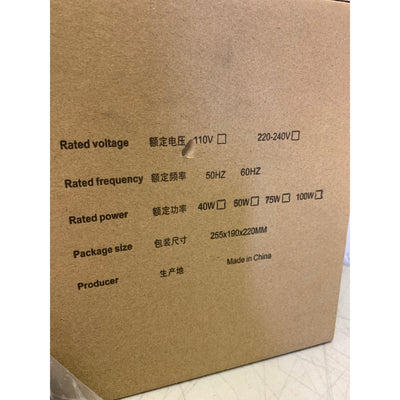 Rated voltage 额定电压 110V□ 220-240V□
Rated frequency 额定频率 50HZ 60HZ
Rated power 额定功率 40W□ 50W□ 75W□ 100W□
Package size 包装尺寸 255x190x220MM
Producer 生产地 Made in China